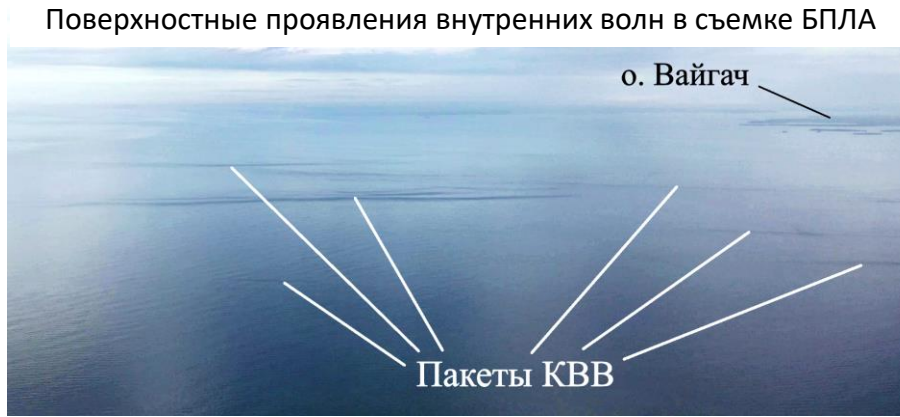 Поверхностные проявления внутренних волн в съемке БПЛА
о. Вайгач
Пакеты КВВ